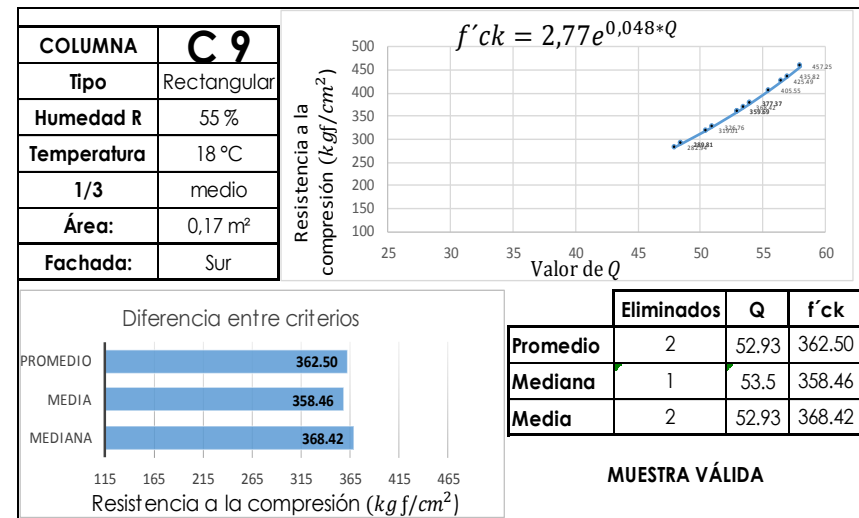 COLUMNA C 9
Tipo Rectangular
Humedad R 55 %
Temperatura 18 °C
1/3 medio
Área: 0,17 m²
Fachada: Sur
f´ck = 2,77e^{0,048*Q}
Resistencia a la
compresión (kgf/cm²)
500
450
400
350
300
250
200
150
100
457.25
435.82
425.49
405.55
377.37
282.94
25 30 35 40 45 50 55 60
Valor de Q
Diferencia entre criterios
PROMEDIO 362.50
MEDIA 358.46
MEDIANA 368.42
115 165 215 265 315 365 415 465
Resistencia a la compresión (kgf/cm²)
Eliminados Q f´ck
Promedio 2 52.93 362.50
Mediana 1 53.5 358.46
Media 2 52.93 368.42
MUESTRA VÁLIDA